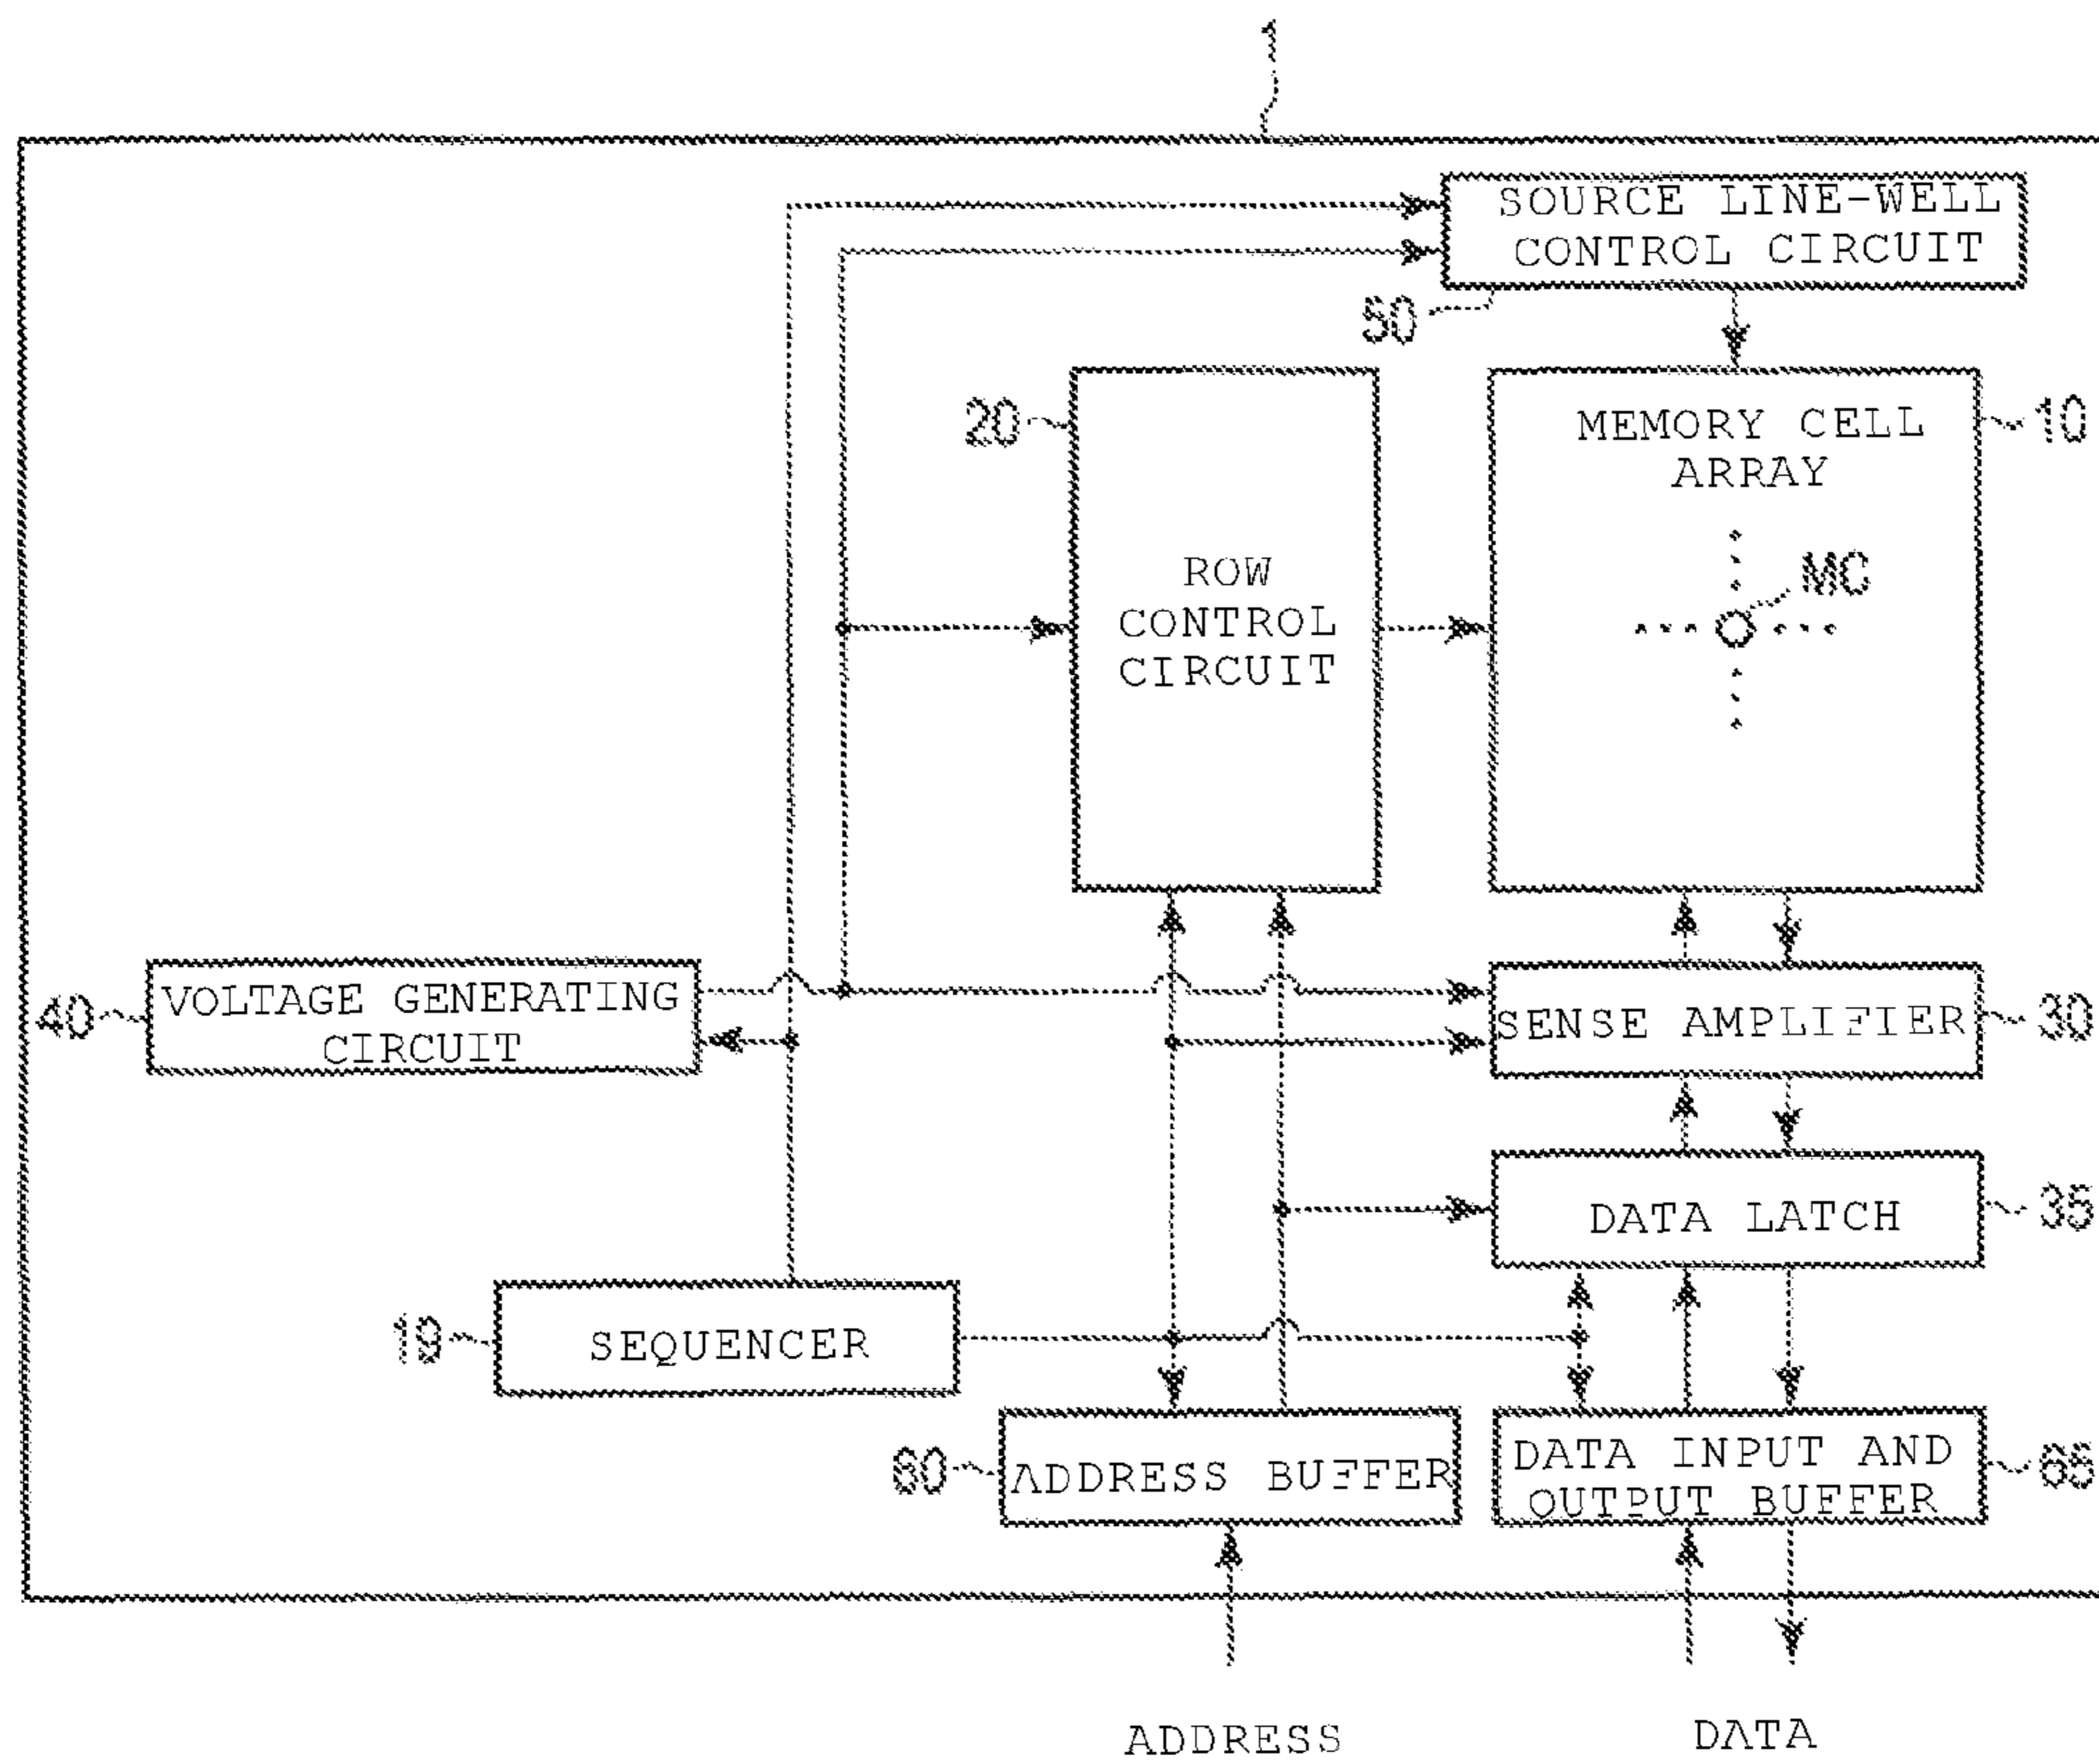 1
SOURCE LINE-WELL
CONTROL CIRCUIT
50
20
10
MEMORY CELL
ARRAY
MC
ROW
CONTROL
CIRCUIT
40
VOLTAGE GENERATING
CIRCUIT
SENSE AMPLIFIER
30
DATA LATCH
35
19
SEQUENCER
60
ADDRESS BUFFER
DATA INPUT AND
OUTPUT BUFFER
65
ADDRESS
DATA